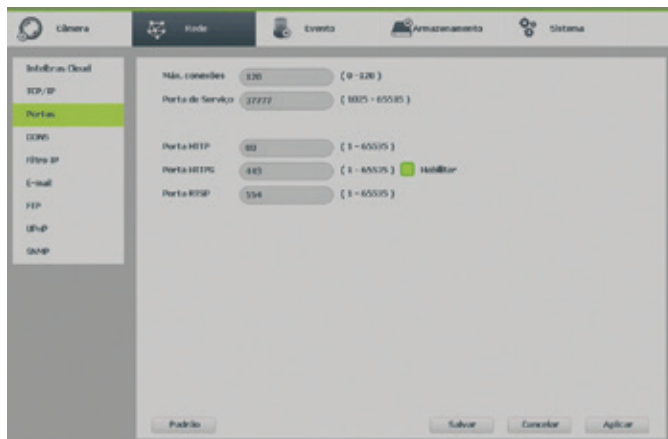 Câmera
Rede
Evento
Armazenamento
Sistema
Intelbras Cloud
TCP/IP
Portas
DDNS
Filtro IP
E-mail
FTP
UPnP
SNMP
Máx. conexões 128 ( 0-128 )
Porta de Serviço 37777 ( 1025 - 65535 )
Porta HTTP 80 ( 1 - 65535 )
Porta HTTPS 443 ( 1 - 65535 ) Habilitar
Porta RTSP 554 ( 1 - 65535 )
Padrão
Salvar
Cancelar
Aplicar